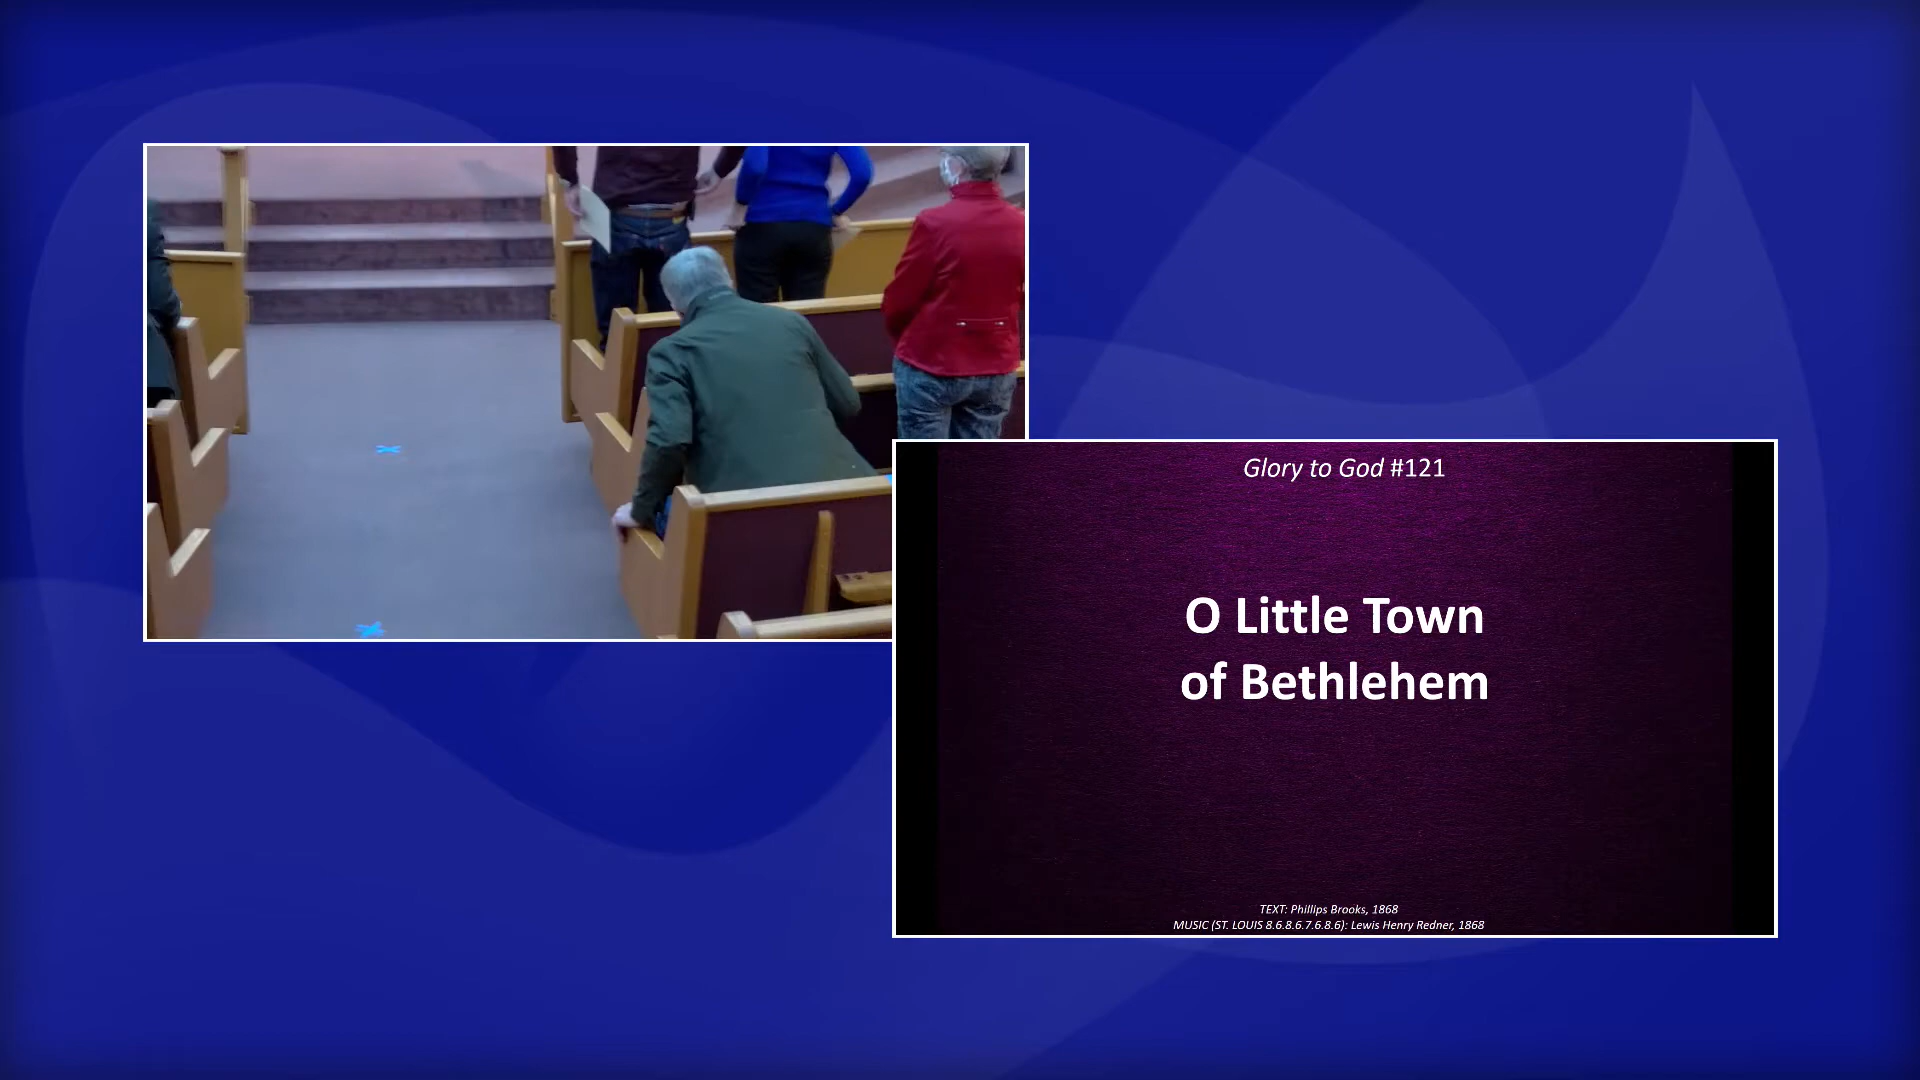 Glory to God #121
O Little Town
of Bethlehem
TEXT: Phillips Brooks, 1868
MUSIC (ST. LOUIS 8.6.8.6.7.6.8.6): Lewis Henry Redner, 1868